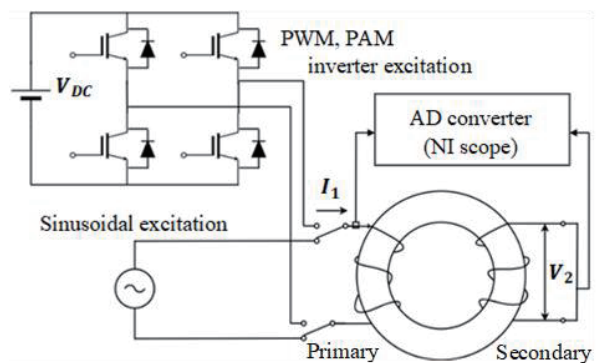 PWM, PAM
inverter excitation
V_DC
AD converter
(NI scope)
I_1
Sinusoidal excitation
V_2
Primary
Secondary